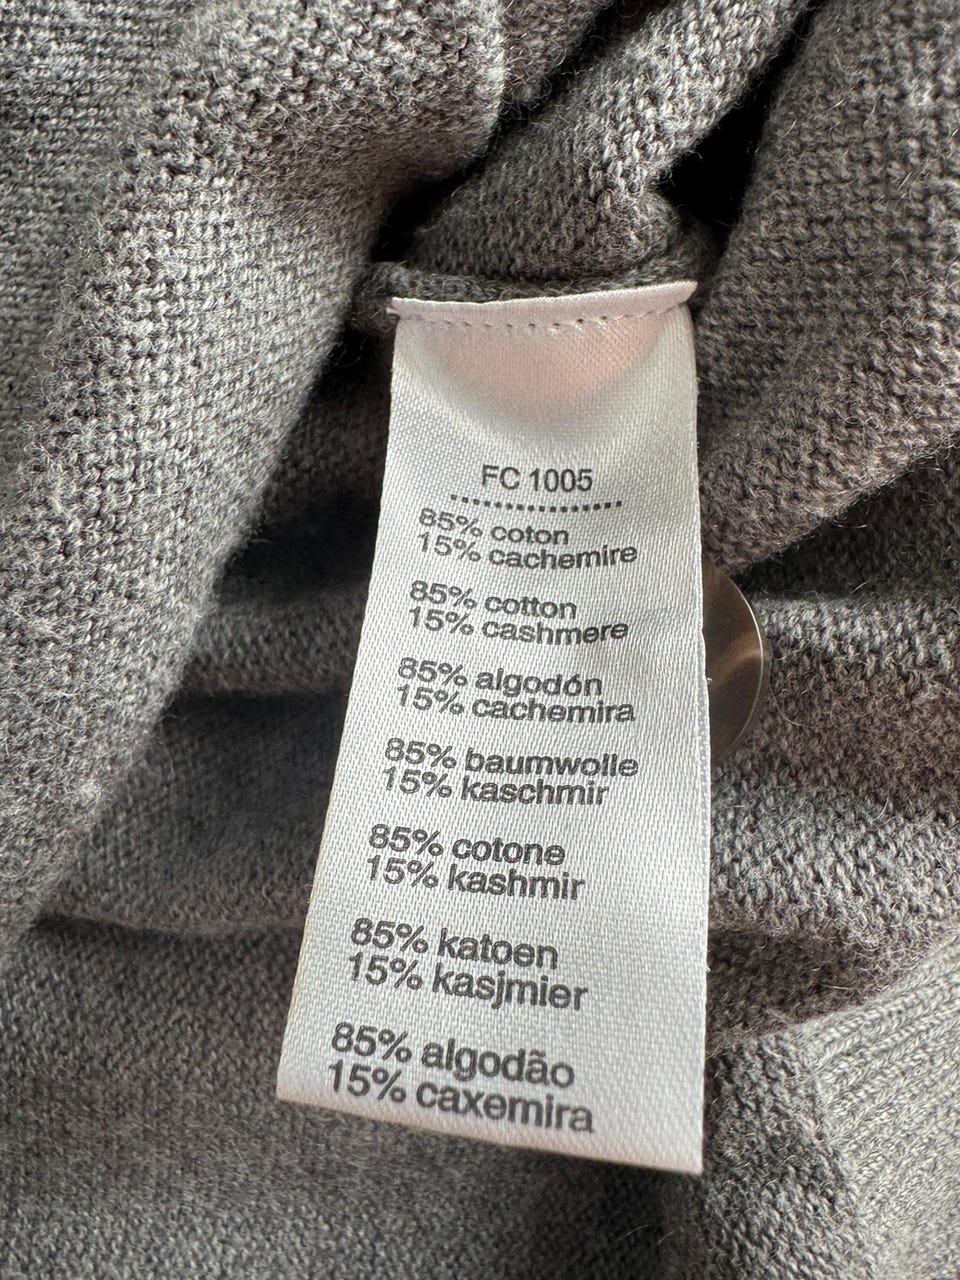 FC 1005
85% coton
15% cachemire
85% cotton
15% cashmere
85% algodón
15% cachemira
85% baumwolle
15% kaschmir
85% cotone
15% kashmir
85% katoen
15% kasjmier
85% algodão
15% caxemira